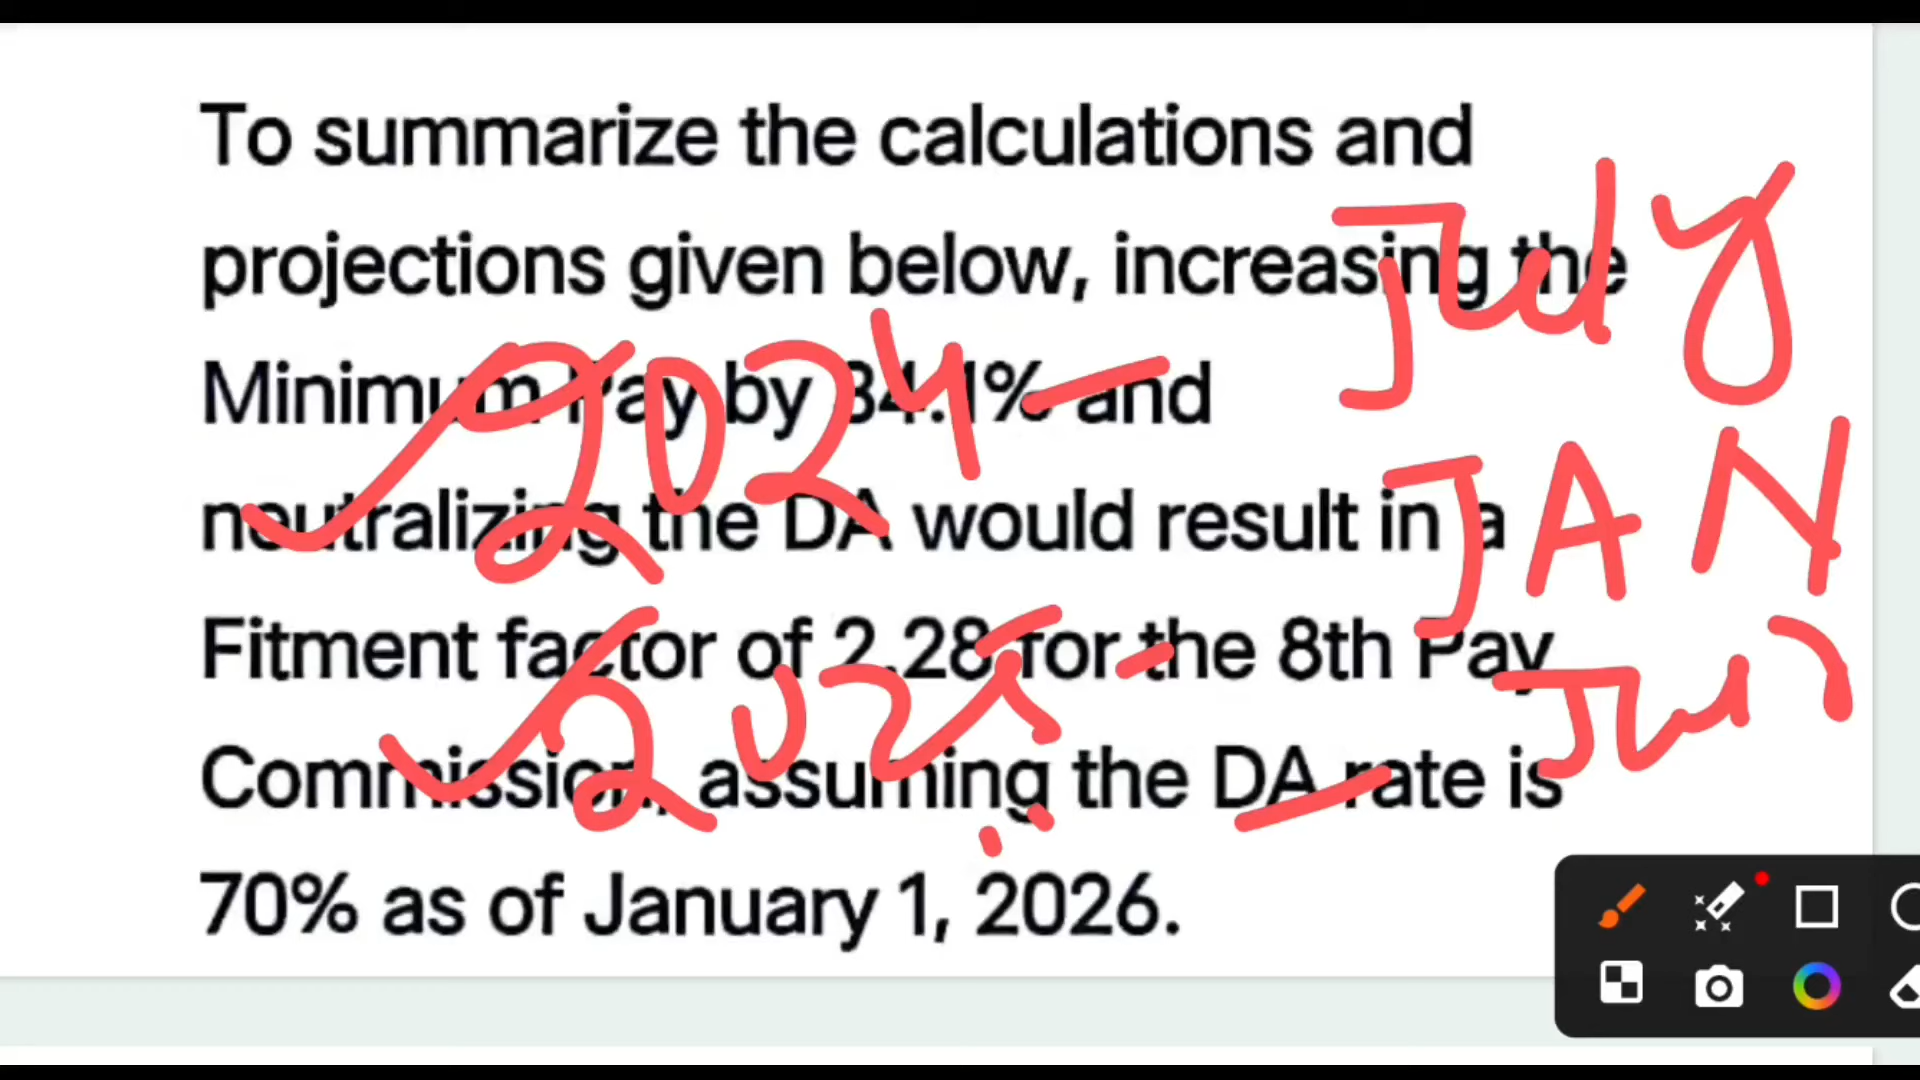 To summarize the calculations and
projections given below, increasing the
July
Minimum Pay by 34.1% and
2024 -
neutralizing the DA would result in a
JAN
Fitment factor of 2.28 for the 8th Pay
2025 -
Commission, assuming the DA rate is
70% as of January 1, 2026.